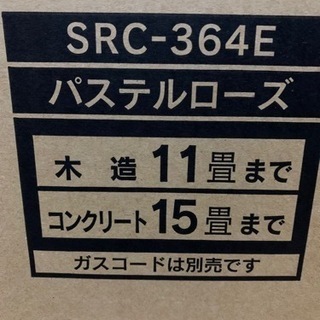 SRC-364E
パステルローズ
木造 11畳まで
コンクリート 15畳まで
ガスコードは別売です